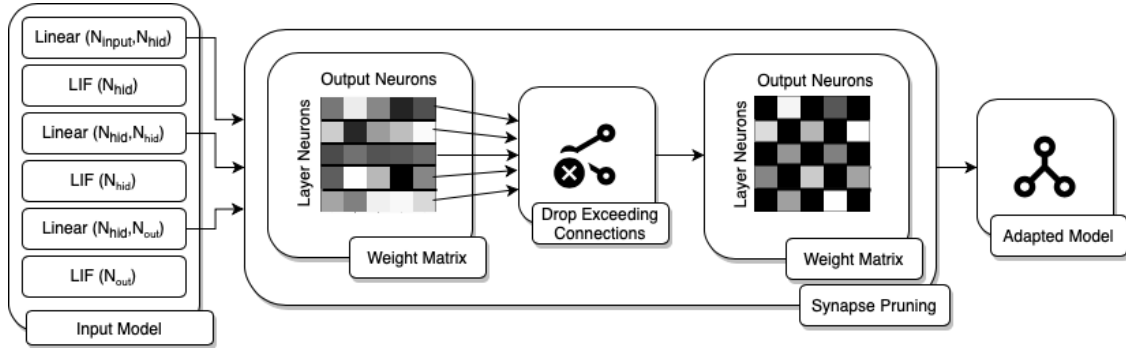 Linear (Ninput,Nhid)
LIF (Nhid)
Linear (Nhid,Nhid)
LIF (Nhid)
Linear (Nhid,Nout)
LIF (Nout)
Input Model
Output Neurons
Layer Neurons
Weight Matrix
Drop Exceeding
Connections
Output Neurons
Layer Neurons
Weight Matrix
Synapse Pruning
Adapted Model